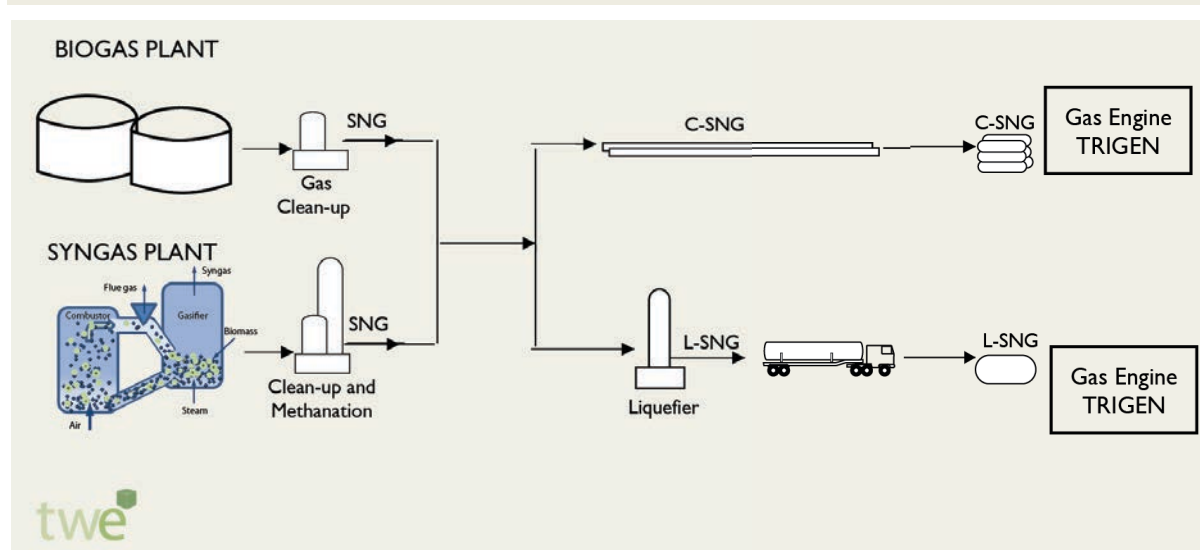 BIOGAS PLANT
SNG
Gas
Clean-up
C-SNG
C-SNG
Gas Engine
TRIGEN
SYNGAS PLANT
Syngas
Flue gas
Combustor
Gasifier
Biomass
Steam
Air
SNG
Clean-up and
Methanation
L-SNG
Liquefier
L-SNG
Gas Engine
TRIGEN
twe